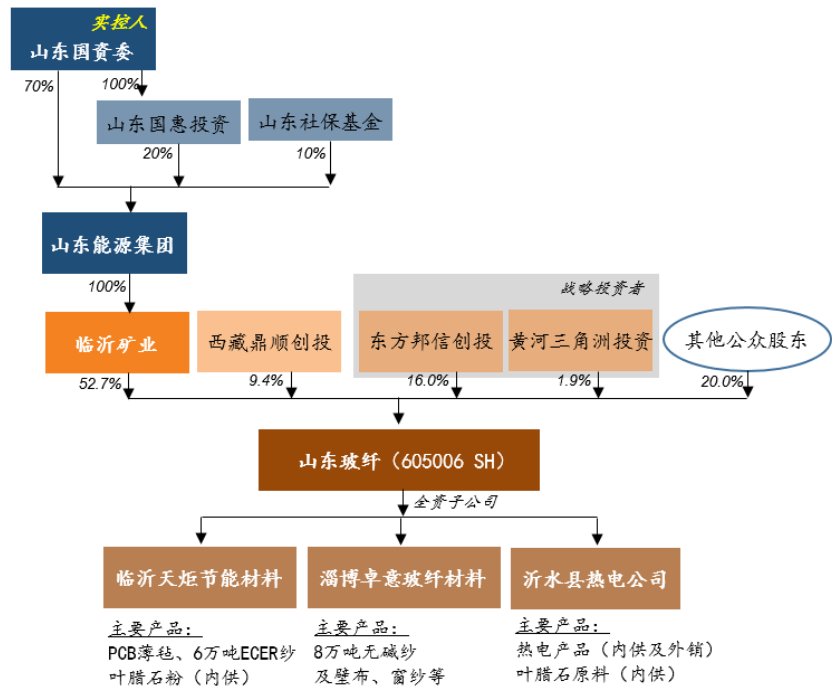 实控人
山东国资委
70%
100%
山东国惠投资
山东社保基金
20%
10%
山东能源集团
100%
战略投资者
临沂矿业
西藏鼎顺创投
东方邦信创投
黄河三角洲投资
其他公众股东
52.7%
9.4%
16.0%
1.9%
20.0%
山东玻纤（605006 SH）
全资子公司
临沂天炬节能材料
淄博卓意玻纤材料
沂水县热电公司
主要产品：
PCB薄毡、6万吨ECER纱
叶腊石粉（内供）
主要产品：
8万吨无碱纱
及壁布、窗纱等
主要产品：
热电产品（内供及外销）
叶腊石原料（内供）